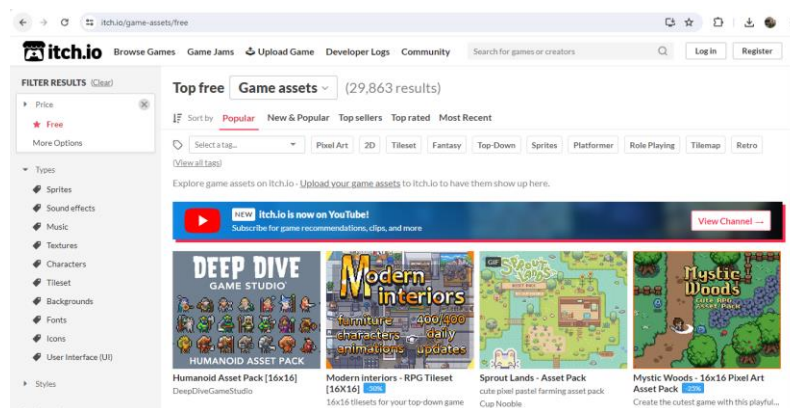 itch.io/game-assets/free
itch.io Browse Games Game Jams Upload Game Developer Logs Community Search for games or creators Log in Register
FILTER RESULTS (Clear)
Price
Free
More Options
Types
Sprites
Sound effects
Music
Textures
Characters
Tileset
Backgrounds
Fonts
Icons
User Interface (UI)
Styles
Top free Game assets (29,863 results)
Sort by Popular New & Popular Top sellers Top rated Most Recent
Select a tag... Pixel Art 2D Tileset Fantasy Top-Down Sprites Platformer Role Playing Tilemap Retro
(View all tags)
Explore game assets on itch.io · Upload your game assets to itch.io to have them show up here.
NEW itch.io is now on YouTube!
Subscribe for game recommendations, clips, and more
View Channel →
DEEP DIVE
GAME STUDIO'
HUMANOID ASSET PACK
Humanoid Asset Pack [16x16]
DeepDiveGameStudio
Modern
interiors
furniture 400/400
characters daily
animations updates
Modern interiors - RPG Tileset
[16X16] -50%
16x16 tilesets for your top-down game
GIF
Sprout
Lands
ASSET PACK
Sprout Lands - Asset Pack
cute pixel pastel farming asset pack
Cup Nooble
Mystic
Woods
CUTE RPG
ASSET PACK
Mystic Woods - 16x16 Pixel Art
Asset Pack -25%
Create the cutest game with this playful...